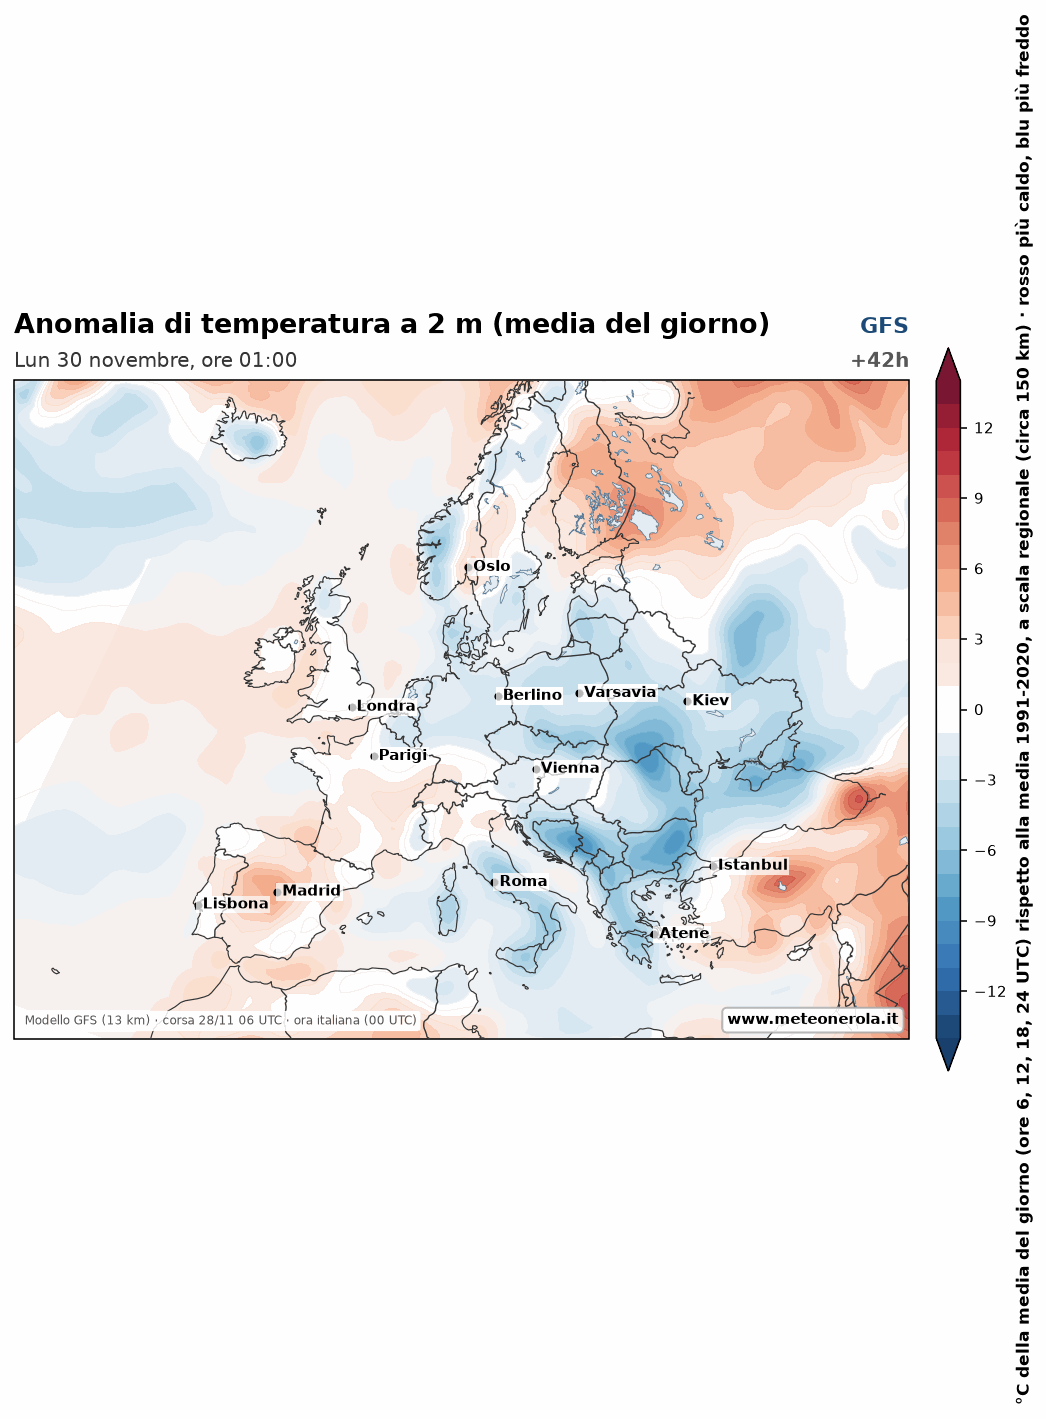 Anomalia di temperatura a 2 m (media del giorno)
GFS
Lun 30 novembre, ore 01:00
+42h
Oslo
Londra
Berlino
Varsavia
Kiev
Parigi
Vienna
Madrid
Lisbona
Roma
Istanbul
Atene
Modello GFS (13 km) · corsa 28/11 06 UTC · ora italiana (00 UTC)
www.meteonerola.it
12
9
6
3
0
−3
−6
−9
−12
°C della media del giorno (ore 6, 12, 18, 24 UTC) rispetto alla media 1991-2020, a scala regionale (circa 150 km) · rosso più caldo, blu più freddo